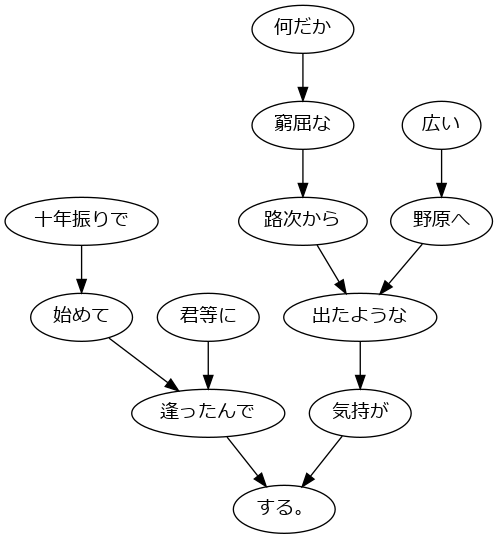 何だか
窮屈な
広い
十年振りで
路次から
野原へ
始めて
君等に
出たような
逢ったんで
気持が
する。